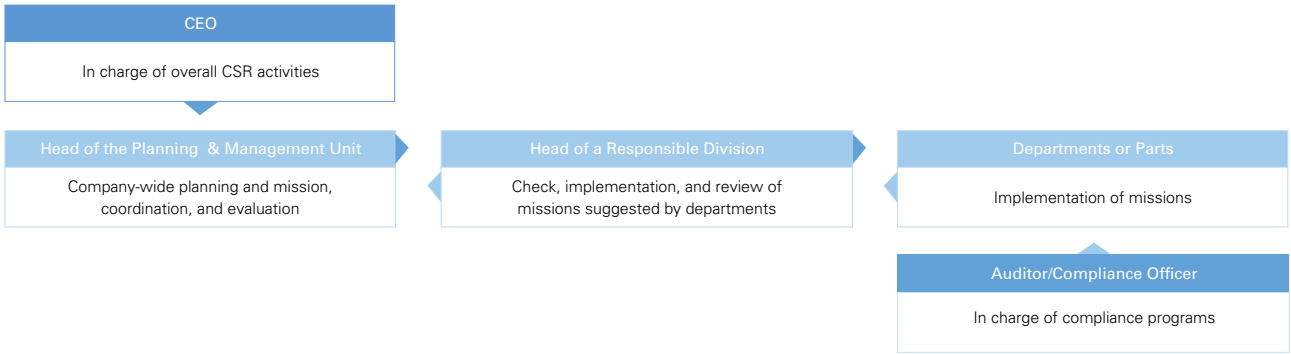 CEO
In charge of overall CSR activities
Head of the Planning & Management Unit
Company-wide planning and mission,
coordination, and evaluation
Head of a Responsible Division
Check, implementation, and review of
missions suggested by departments
Departments or Parts
Implementation of missions
Auditor/Compliance Officer
In charge of compliance programs